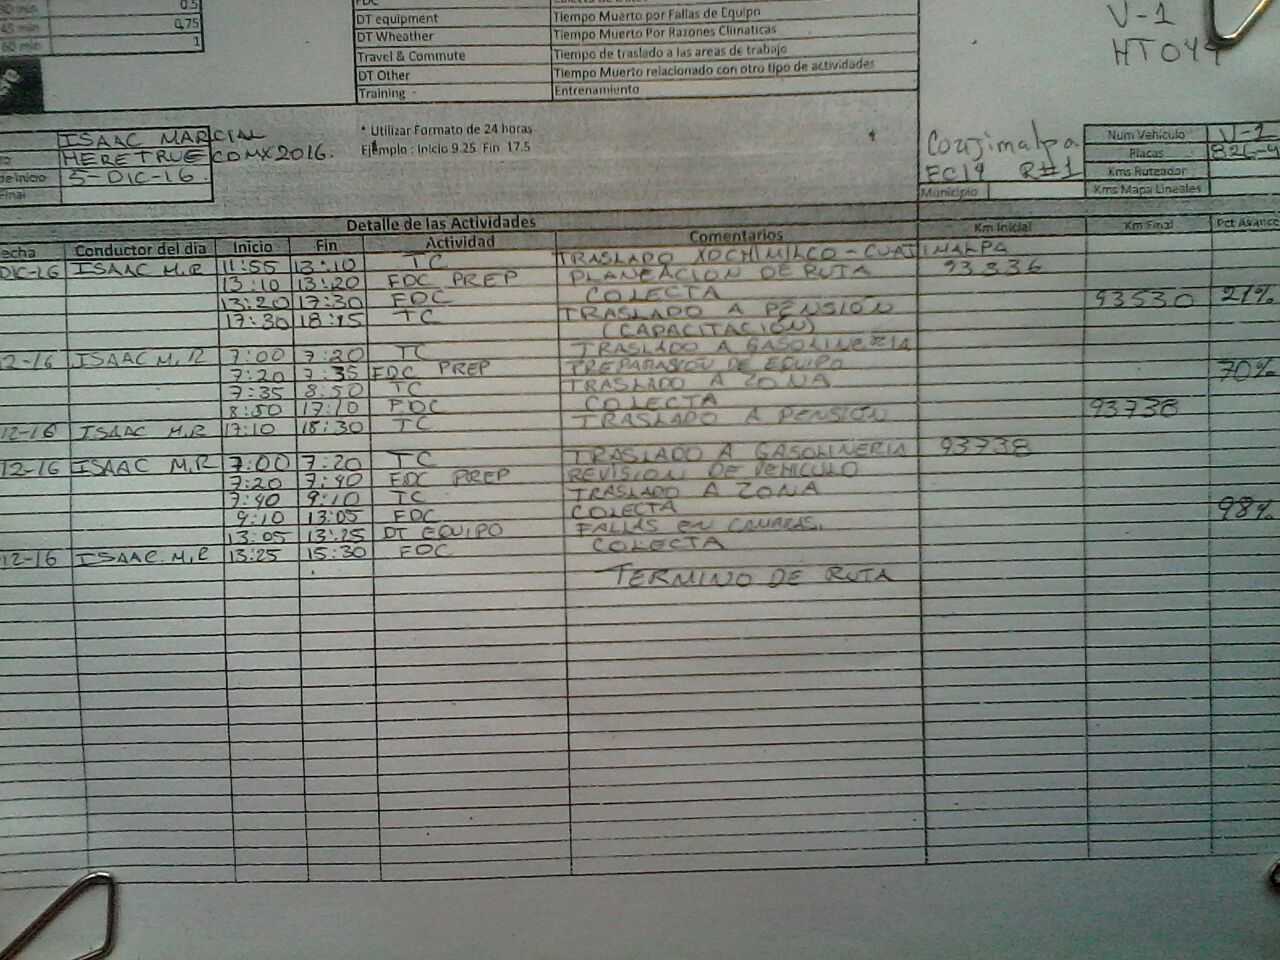 0.5
45 min 0.75
60 min 1
DT equipment Tiempo Muerto por Fallas de Equipo
DT Wheather Tiempo Muerto Por Razones Climaticas
Travel & Commute Tiempo de traslado a las areas de trabajo
DT Other Tiempo Muerto relacionado con otro tipo de actividades
Training Entrenamiento
V-1
HT044
ISAAC MARCIAL
HERE TRUE CDMX 2016.
de Inicio 5-DIC-16.
Final
* Utilizar Formato de 24 horas
Ejemplo : Inicio 9.25 Fin 17.5
Coajimalpa
EC14 R#1
Municipio
Num Vehiculo V-1
Placas 826-
Kms Ruteador
Kms Mapa Lineales
Detalle de las Actividades
echa Conductor del dia Inicio Fin Actividad Comentarios Km Inicial Km Final Pct Avance
DIC-16 ISAAC M.R 11:55 13:10 TC TRASLADO XOCHIMILCO - CUAJIMALPA
13:10 13:20 FDC PREP PLANEACION DE RUTA 93336
13:20 17:30 FDC COLECTA 93530 21%
17:30 18:15 TC TRASLADO A PENSION
(CAPACITACIÓN)
12-16 ISAAC M.R 7:00 7:20 TC TRASLADO A GASOLINERIA
7:20 7:35 FDC PREP PREPARASION DE EQUIPO 70%
7:35 8:50 TC TRASLADO A ZONA
8:50 17:10 FDC COLECTA 93738
12-16 ISAAC M.R 17:10 18:30 TC TRASLADO A PENSION
12-16 ISAAC M.R 7:00 7:20 TC TRASLADO A GASOLINERIA 93738
7:20 7:40 FDC PREP REVISION DE VEHICULO
7:40 9:10 TC TRASLADO A ZONA
9:10 13:05 FDC COLECTA 98%
13:05 13:25 DT EQUIPO FALLAS EN CAMARAS.
12-16 ISAAC M.R 13:25 15:30 FDC COLECTA
TERMINO DE RUTA